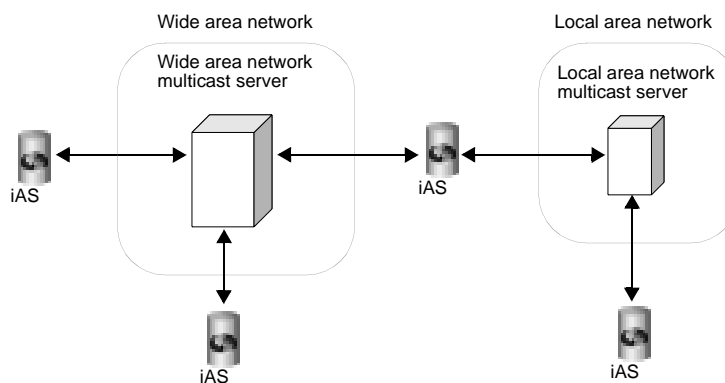 Wide area network
Local area network
Wide area network
multicast server
Local area network
multicast server
iAS
iAS
iAS
iAS